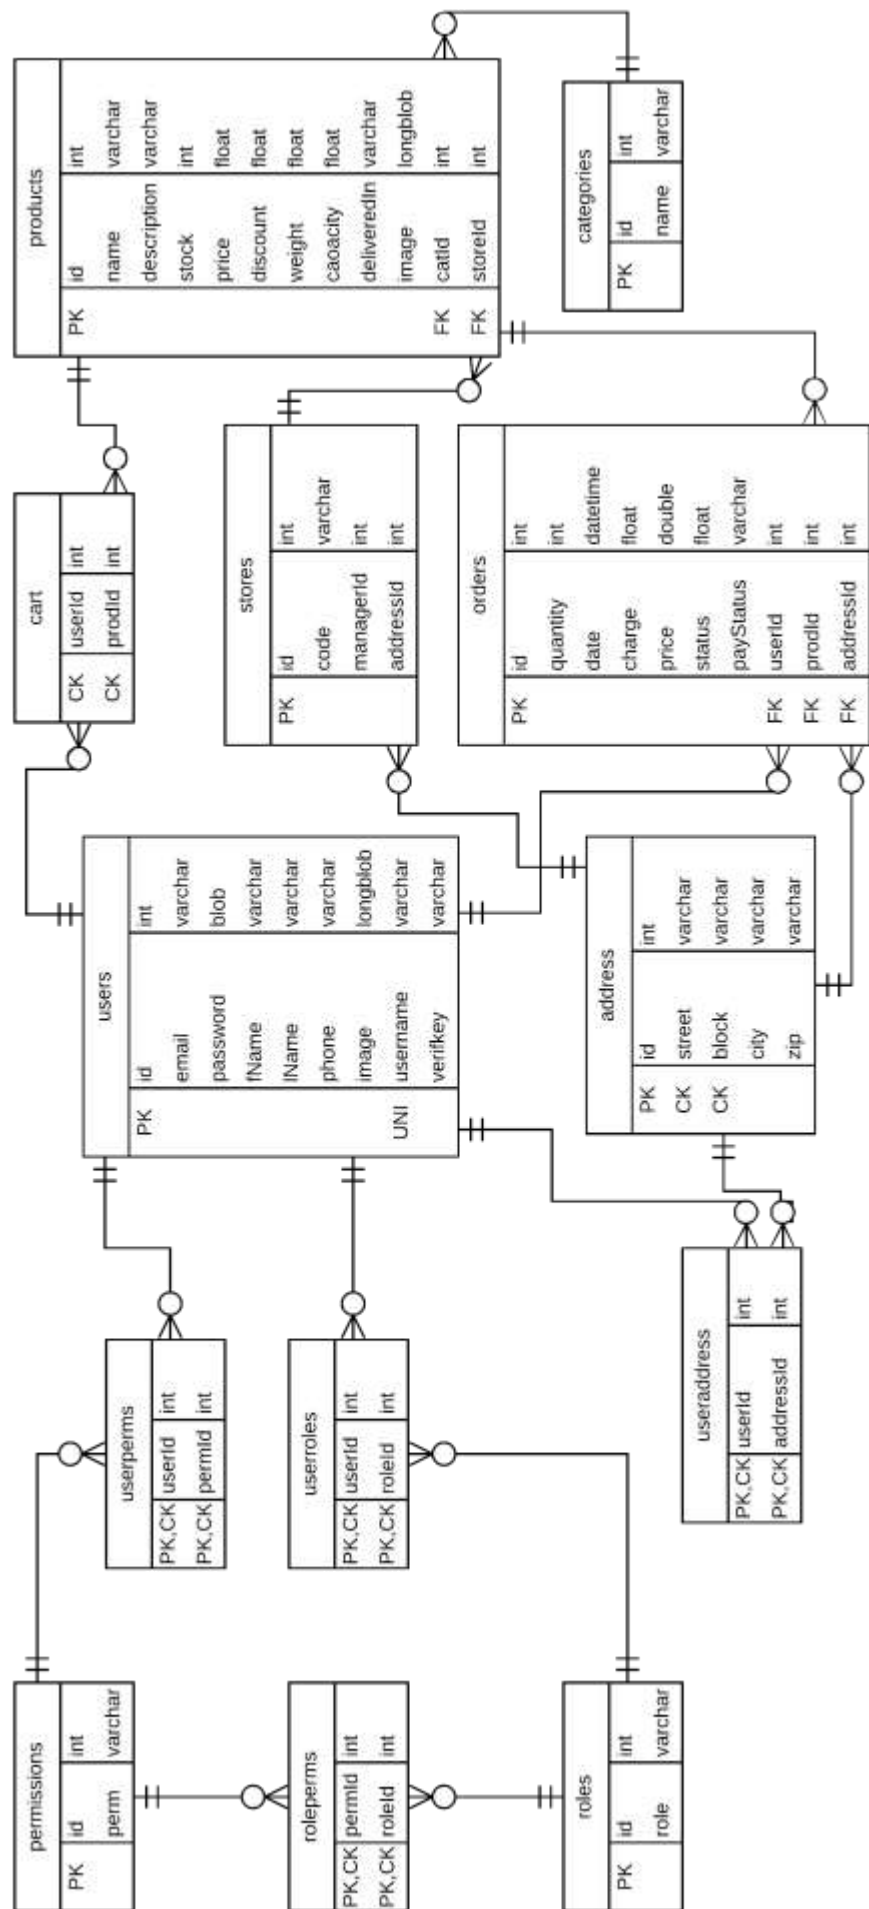 permissions
PK id int
perm varchar
roleperms
PK,CK permId int
PK,CK roleId int
roles
PK id int
role varchar
userperms
PK,CK userId int
PK,CK permId int
userroles
PK,CK userId int
PK,CK roleId int
useraddress
PK,CK userId int
PK,CK addressId int
users
PK id int
email varchar
password blob
fName varchar
lName varchar
phone varchar
image longblob
UNI username varchar
verifkey varchar
address
PK id int
CK street varchar
CK block varchar
city varchar
zip varchar
cart
CK userId int
CK prodId int
stores
PK id int
code varchar
managerId int
addressId int
orders
PK id int
quantity int
date datetime
charge float
price double
status float
payStatus varchar
FK userId int
FK prodId int
FK addressId int
products
PK id int
name varchar
description varchar
stock int
price float
discount float
weight float
caoacity float
deliveredIn varchar
image longblob
FK catId int
FK storeId int
categories
PK id int
name varchar